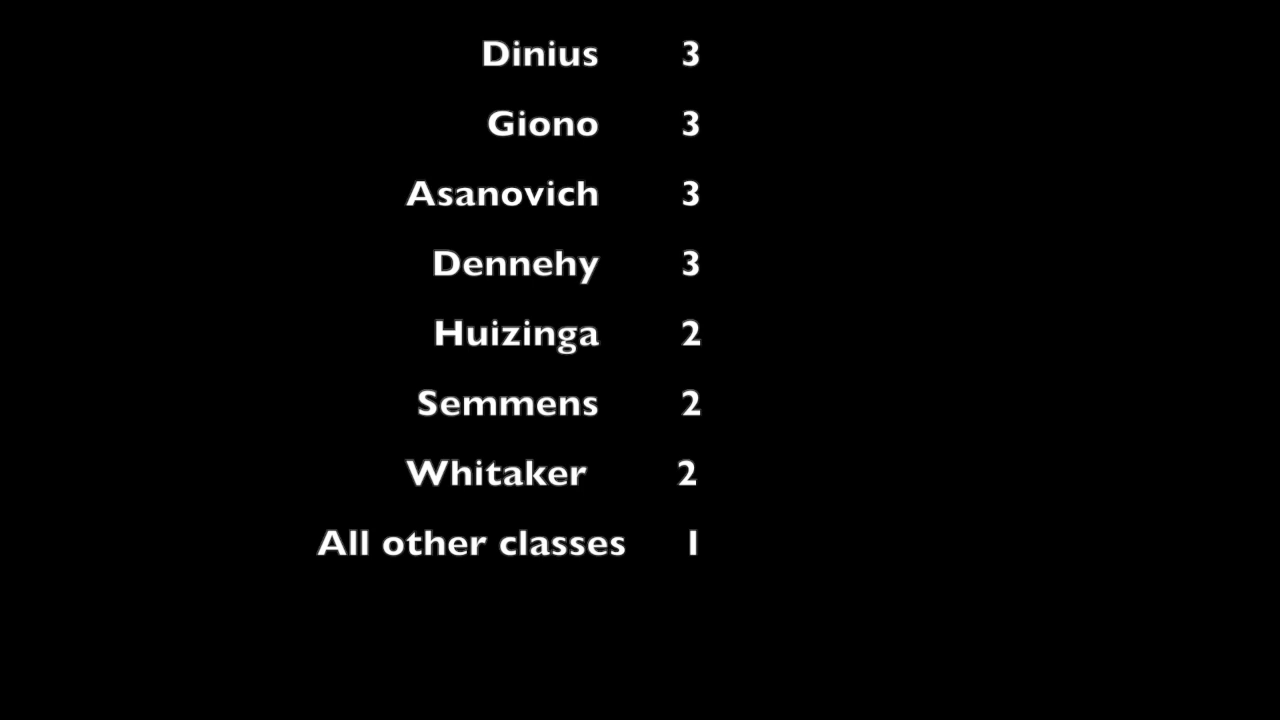 Dinius 3
Giono 3
Asanovich 3
Dennehy 3
Huizinga 2
Semmens 2
Whitaker 2
All other classes 1